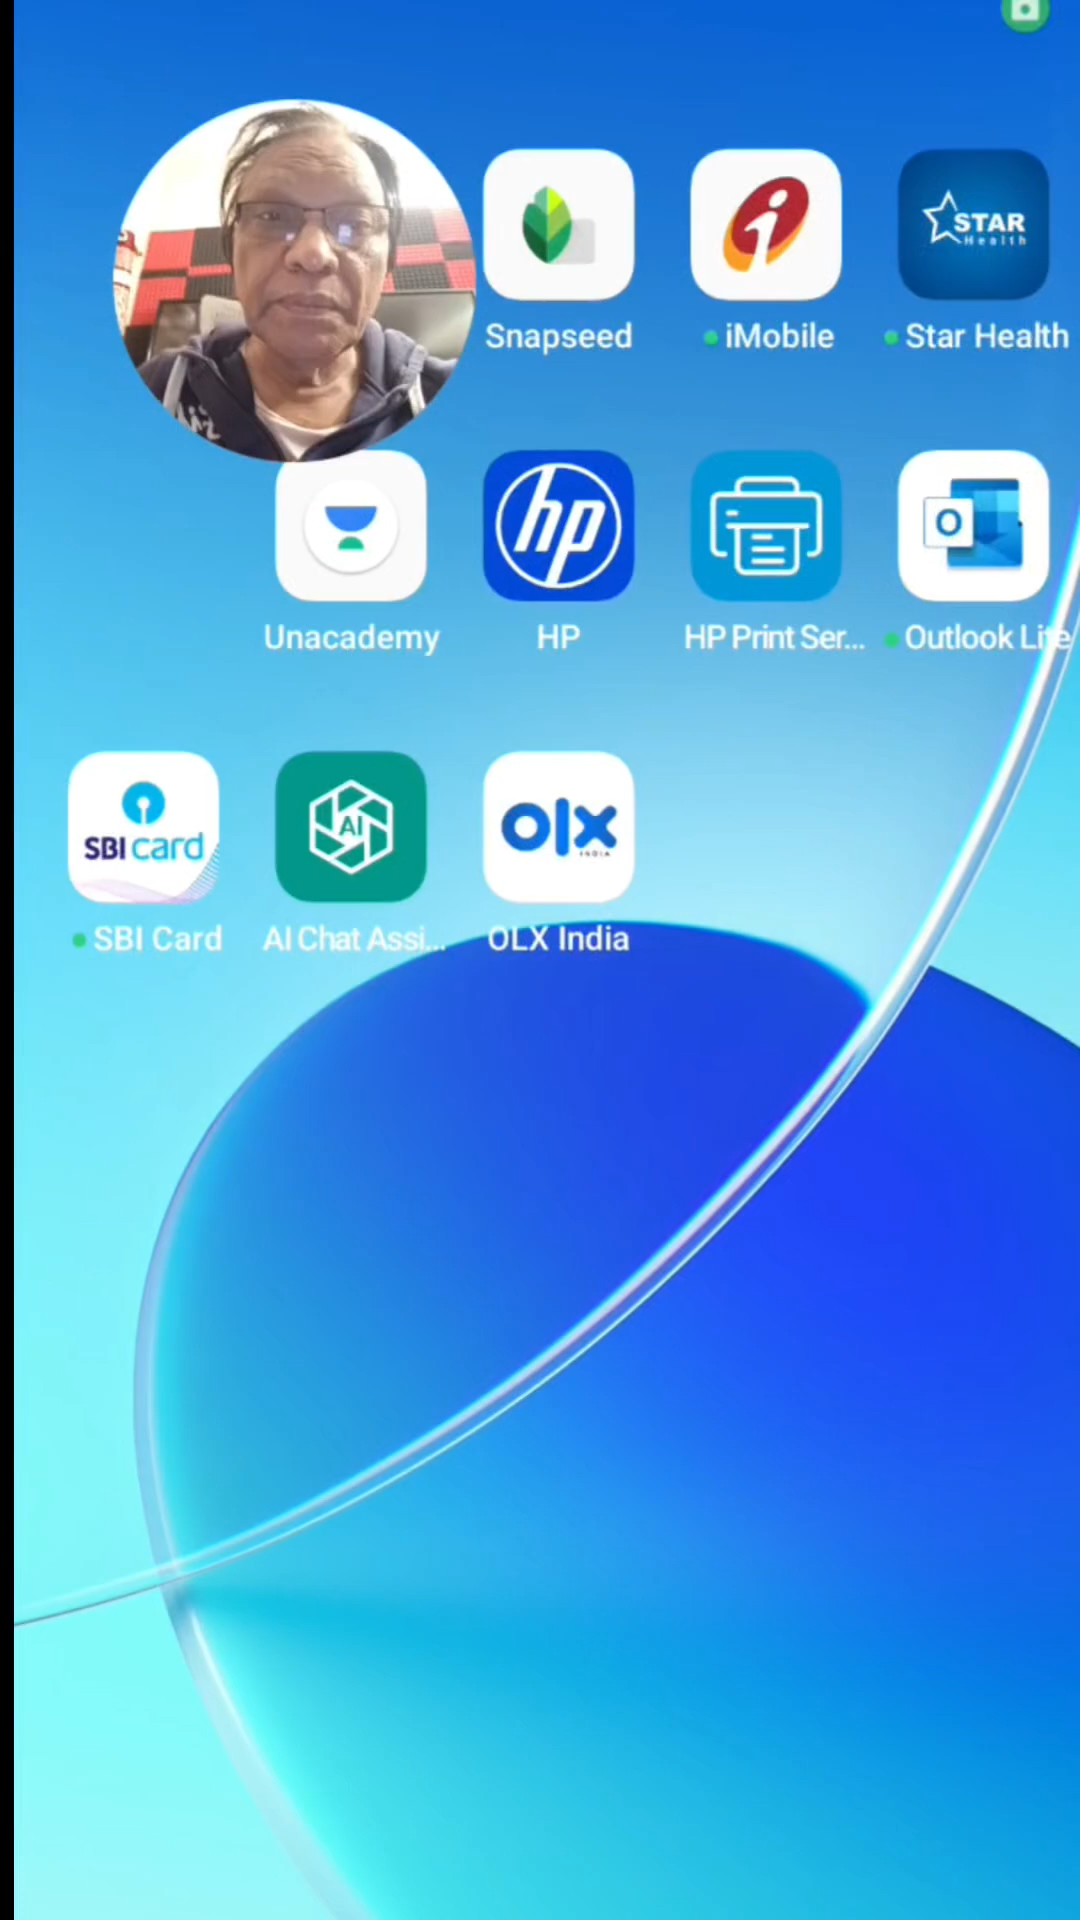 STAR
Health
Snapseed
iMobile
Star Health
hp
O
Unacademy
HP
HP Print Ser...
Outlook Lite
SBI card
AI
olx
INDIA
SBI Card
AI Chat Assi...
OLX India